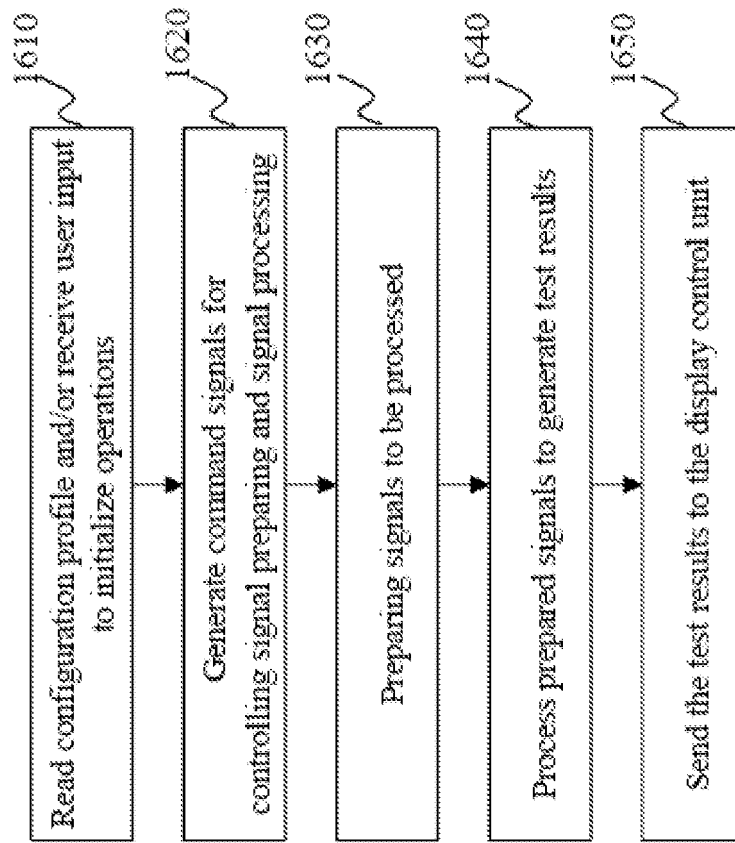 Read configuration profile and/or receive user input
to initialize operations
1610
Generate command signals for
controlling signal preparing and signal processing
1620
Preparing signals to be processed
1630
Process prepared signals to generate test results
1640
Send the test results to the display control unit
1650